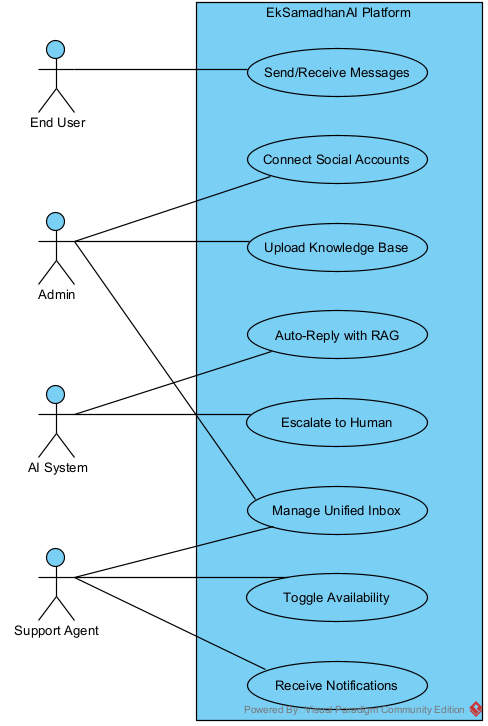 EkSamadhanAI Platform
Send/Receive Messages
End User
Connect Social Accounts
Upload Knowledge Base
Admin
Auto-Reply with RAG
Escalate to Human
AI System
Manage Unified Inbox
Toggle Availability
Support Agent
Receive Notifications
Powered By: Visual Paradigm Community Edition